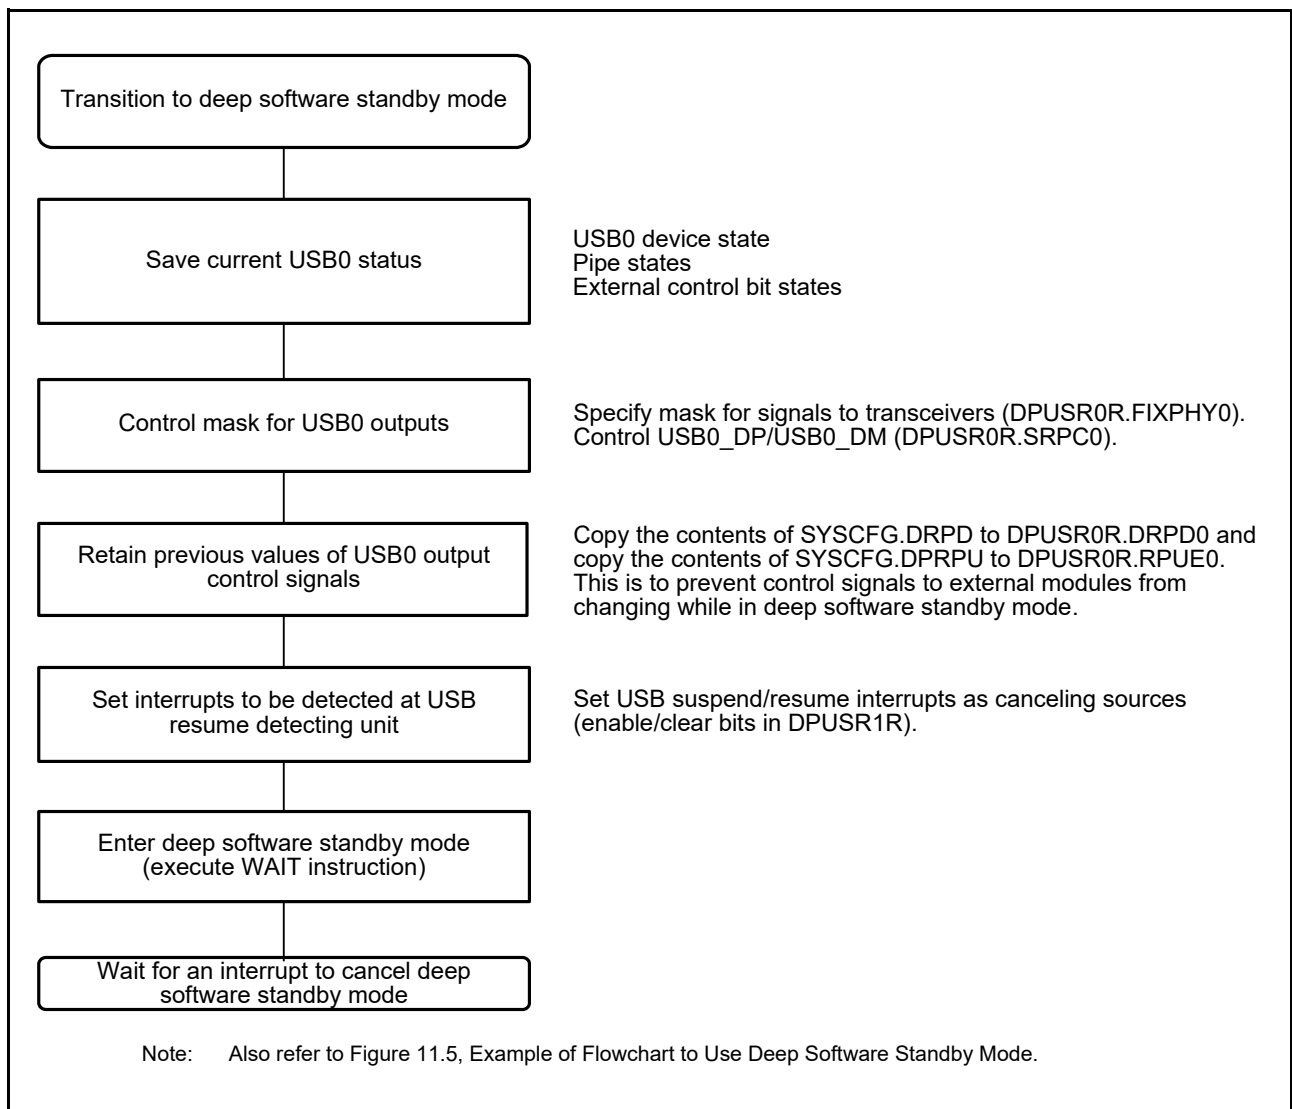 Transition to deep software standby mode
Save current USB0 status
USB0 device state
Pipe states
External control bit states
Control mask for USB0 outputs
Specify mask for signals to transceivers (DPUSR0R.FIXPHY0).
Control USB0_DP/USB0_DM (DPUSR0R.SRPC0).
Retain previous values of USB0 output
control signals
Copy the contents of SYSCFG.DRPD to DPUSR0R.DRPD0 and
copy the contents of SYSCFG.DPRPU to DPUSR0R.RPUE0.
This is to prevent control signals to external modules from
changing while in deep software standby mode.
Set interrupts to be detected at USB
resume detecting unit
Set USB suspend/resume interrupts as canceling sources
(enable/clear bits in DPUSR1R).
Enter deep software standby mode
(execute WAIT instruction)
Wait for an interrupt to cancel deep
software standby mode
Note: Also refer to Figure 11.5, Example of Flowchart to Use Deep Software Standby Mode.